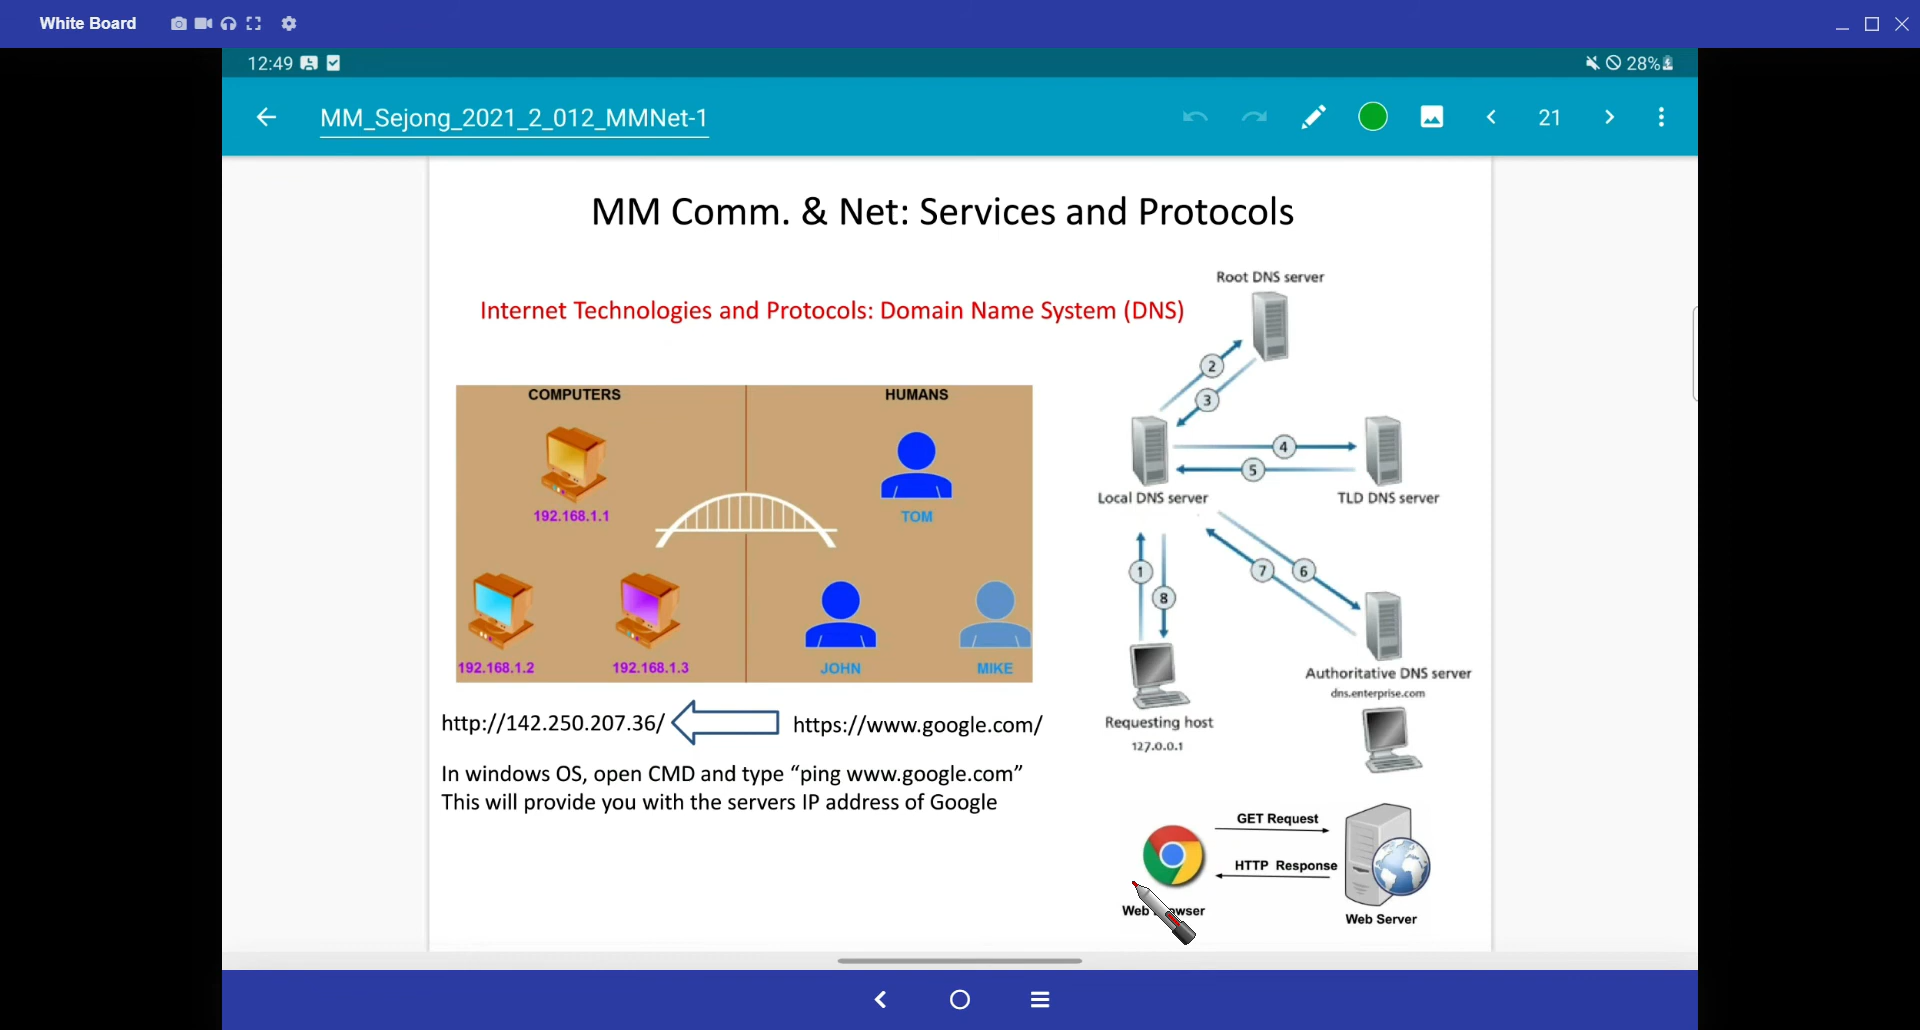 White Board
12:49
28%
MM_Sejong_2021_2_012_MMNet-1
21
MM Comm. & Net: Services and Protocols
Internet Technologies and Protocols: Domain Name System (DNS)
COMPUTERS
HUMANS
192.168.1.1
TOM
192.168.1.2
192.168.1.3
JOHN
MIKE
http://142.250.207.36/
https://www.google.com/
In windows OS, open CMD and type “ping www.google.com”
This will provide you with the servers IP address of Google
Root DNS server
2
3
4
5
Local DNS server
TLD DNS server
1
8
7
6
Authoritative DNS server
dns.enterprise.com
Requesting host
127.0.0.1
GET Request
HTTP Response
Web
Web Server